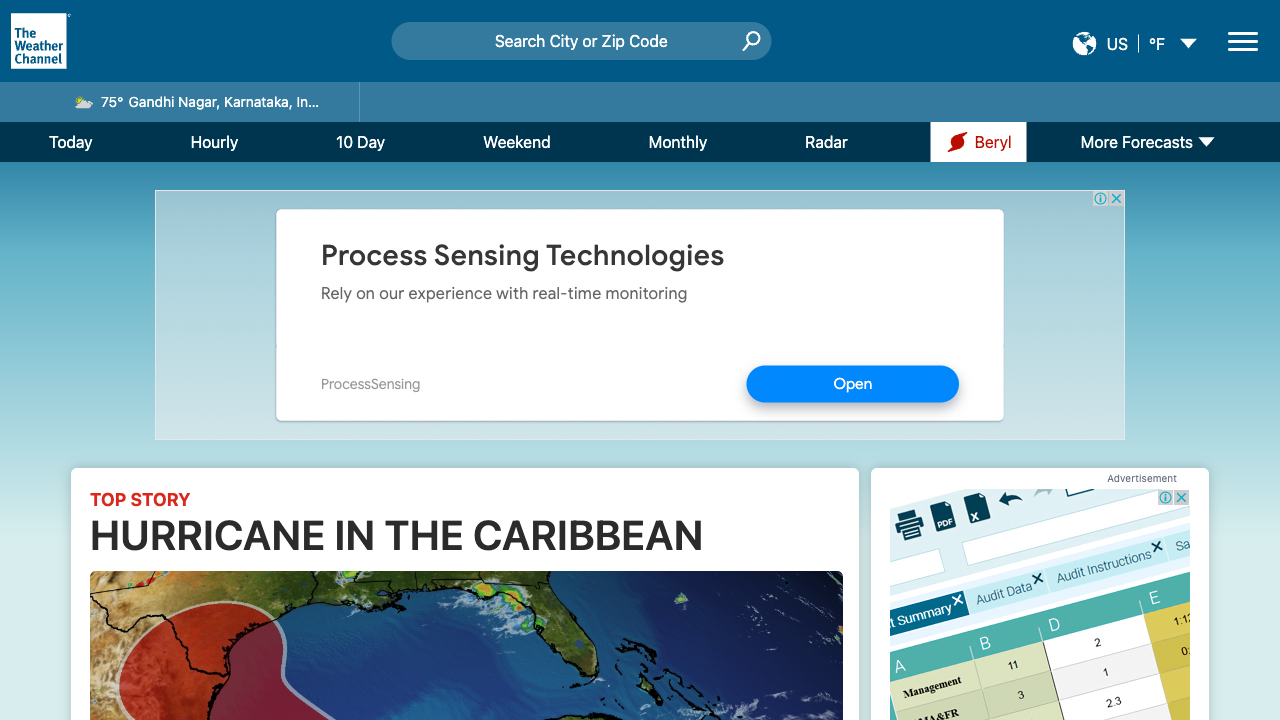 The
Weather
Channel
Search City or Zip Code
US
°F
75° Gandhi Nagar, Karnataka, In...
Today
Hourly
10 Day
Weekend
Monthly
Radar
Beryl
More Forecasts
Process Sensing Technologies
Rely on our experience with real-time monitoring
ProcessSensing
Open
TOP STORY
HURRICANE IN THE CARIBBEAN
Advertisement
PDF
X
t Summary
Audit Data
Audit Instructions
Sa
A
B
D
E
Management
11
2
1:12
3
1
0:
MA&FR
2.3